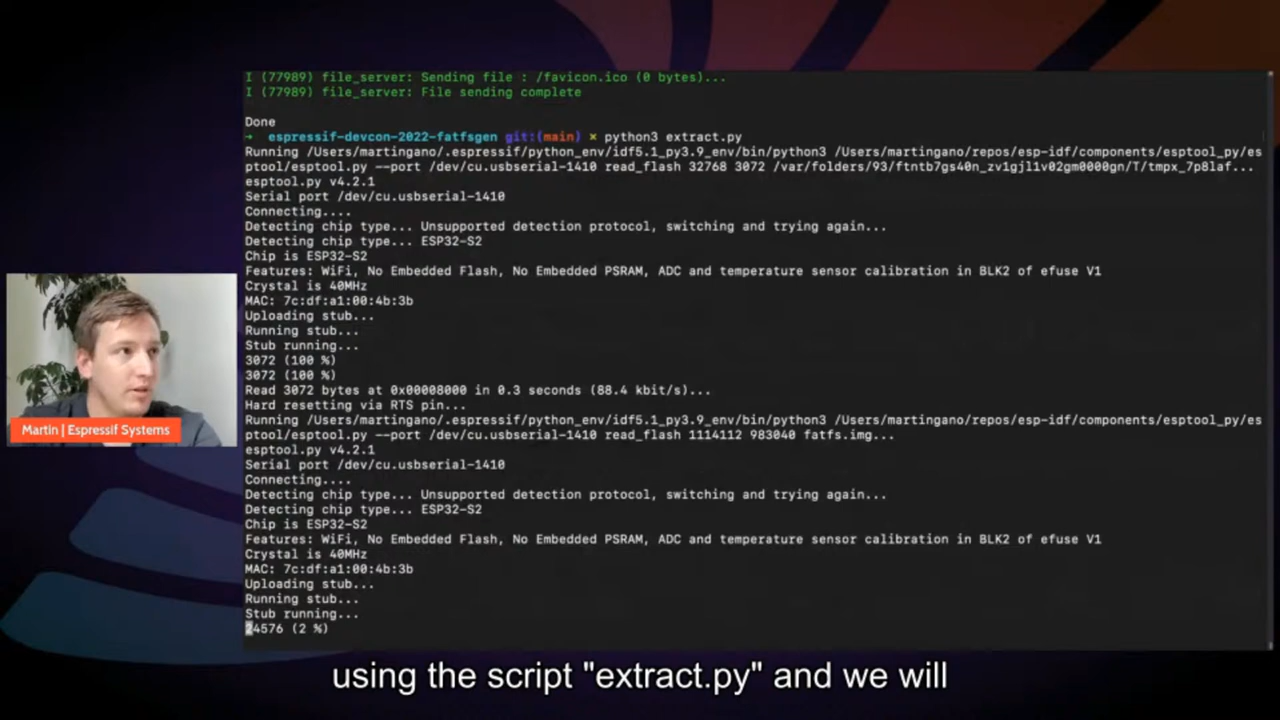 I (77989) file_server: Sending file : /favicon.ico (0 bytes)...
I (77989) file_server: File sending complete
Done
→ espressif-devcon-2022-fatfsgen git:(main) × python3 extract.py
Running /Users/martingano/.espressif/python_env/idf5.1_py3.9_env/bin/python3 /Users/martingano/repos/esp-idf/components/esptool_py/es
ptool/esptool.py --port /dev/cu.usbserial-1410 read_flash 32768 3072 /var/folders/93/ftntb7gs40n_zv1gjl1v02gm0000gn/T/tmpx_7p8laf...
esptool.py v4.2.1
Serial port /dev/cu.usbserial-1410
Connecting....
Detecting chip type... Unsupported detection protocol, switching and trying again...
Detecting chip type... ESP32-S2
Chip is ESP32-S2
Features: WiFi, No Embedded Flash, No Embedded PSRAM, ADC and temperature sensor calibration in BLK2 of efuse V1
Crystal is 40MHz
MAC: 7c:df:a1:00:4b:3b
Uploading stub...
Running stub...
Stub running...
3072 (100 %)
3072 (100 %)
Read 3072 bytes at 0x00008000 in 0.3 seconds (88.4 kbit/s)...
Hard resetting via RTS pin...
Running /Users/martingano/.espressif/python_env/idf5.1_py3.9_env/bin/python3 /Users/martingano/repos/esp-idf/components/esptool_py/es
ptool/esptool.py --port /dev/cu.usbserial-1410 read_flash 1114112 983040 fatfs.img...
esptool.py v4.2.1
Serial port /dev/cu.usbserial-1410
Connecting....
Detecting chip type... Unsupported detection protocol, switching and trying again...
Detecting chip type... ESP32-S2
Chip is ESP32-S2
Features: WiFi, No Embedded Flash, No Embedded PSRAM, ADC and temperature sensor calibration in BLK2 of efuse V1
Crystal is 40MHz
MAC: 7c:df:a1:00:4b:3b
Uploading stub...
Running stub...
Stub running...
24576 (2 %)
Martin | Espressif Systems
using the script "extract.py" and we will